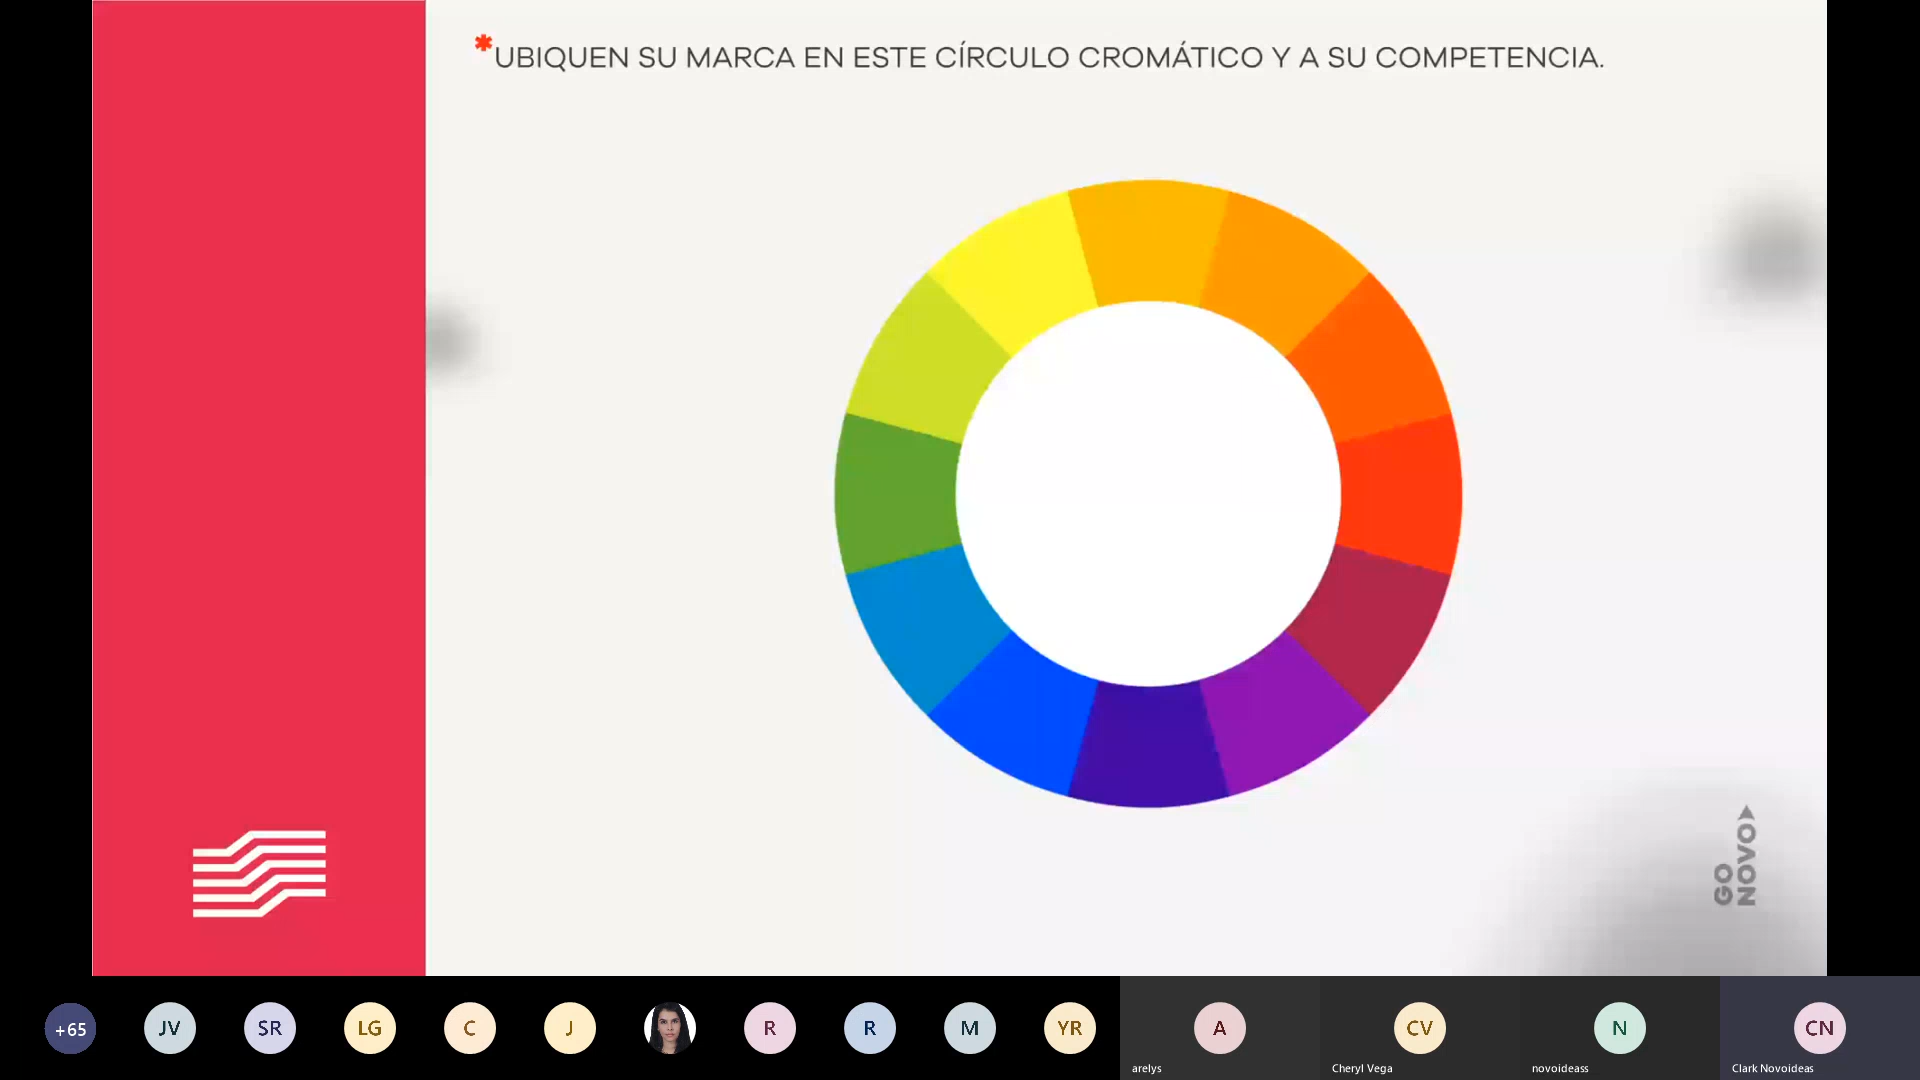 *UBIQUEN SU MARCA EN ESTE CÍRCULO CROMÁTICO Y A SU COMPETENCIA.
GO
NOVO
+65
JV
SR
LG
C
J
R
R
M
YR
A
CV
N
CN
arelys
Cheryl Vega
novoideass
Clark Novoideas